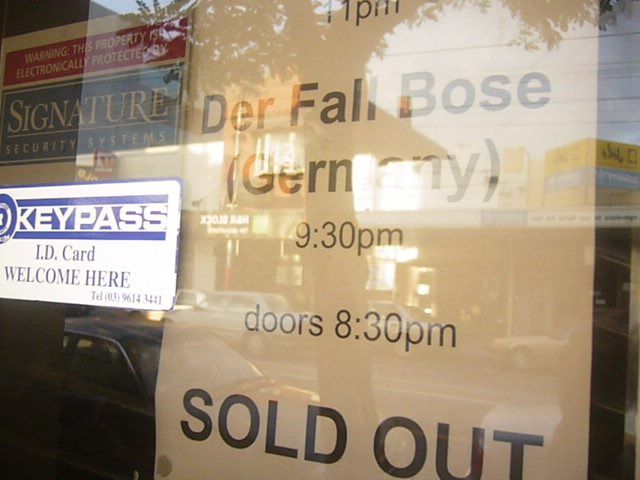 11pm
WARNING: THIS PROPERTY IS
ELECTRONICALLY PROTECTED BY
SIGNATURE
SECURITY SYSTEMS
Der Fall Bose
(Germany)
9:30pm
doors 8:30pm
SOLD OUT
KEYPASS
I.D. Card
WELCOME HERE
Tel (03) 9614 3441
H&R BLOCK